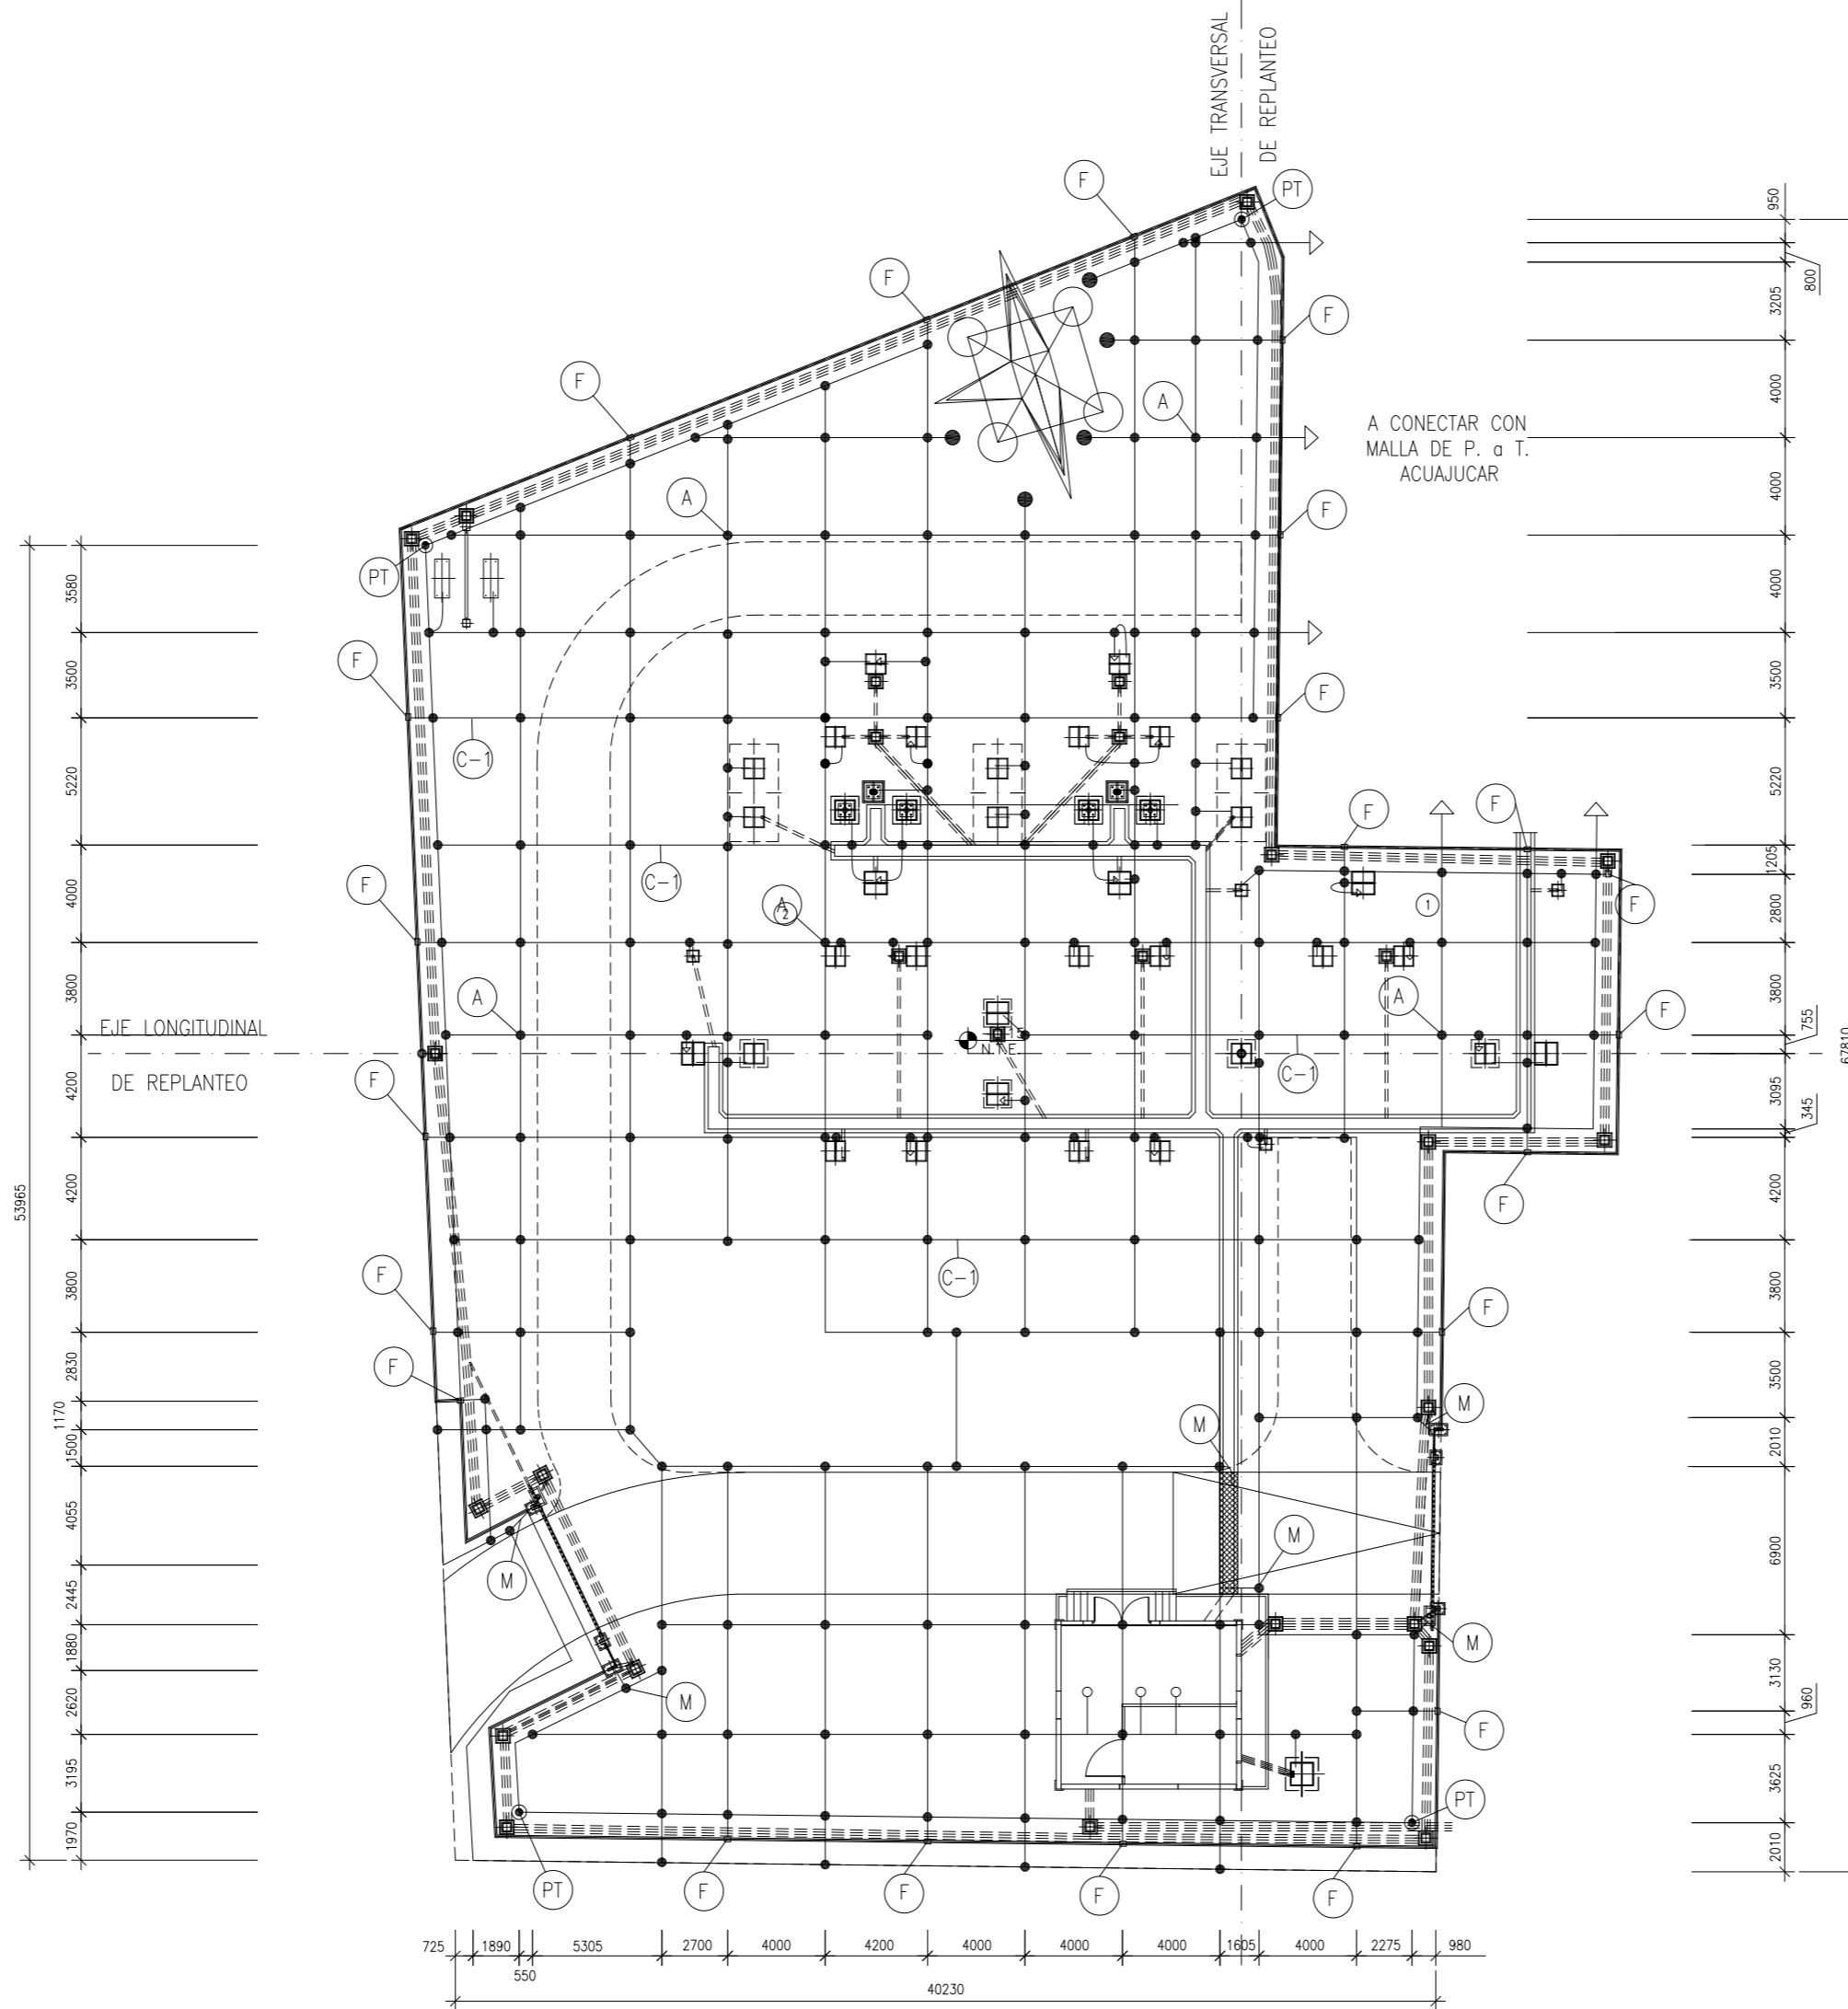 EJE TRANSVERSAL
DE REPLANTEO
F
PT
950
800
F
F
3205
F
A
4000
A CONECTAR CON
MALLA DE P. a T.
ACUAJUCAR
A
F
4000
PT
3580
4000
F
F
3500
3500
C-1
5220
5220
F
F
1205
C-1
F
A
2
1
F
4000
2800
A
A
F
3800
3800
755
67810
EJE LONGITUDINAL
N.T.E.
DE REPLANTEO
C-1
F
4200
3095
345
F
53965
4200
4200
F
C-1
F
3800
3800
F
2830
3500
M
M
1170
1500
2010
M
M
4055
6900
2445
M
1880
M
3130
960
2620
F
3195
3625
PT
1970
2010
PT
F
F
F
F
725
1890
5305
2700
4000
4200
4000
4000
4000
1605
4000
2275
980
550
40230